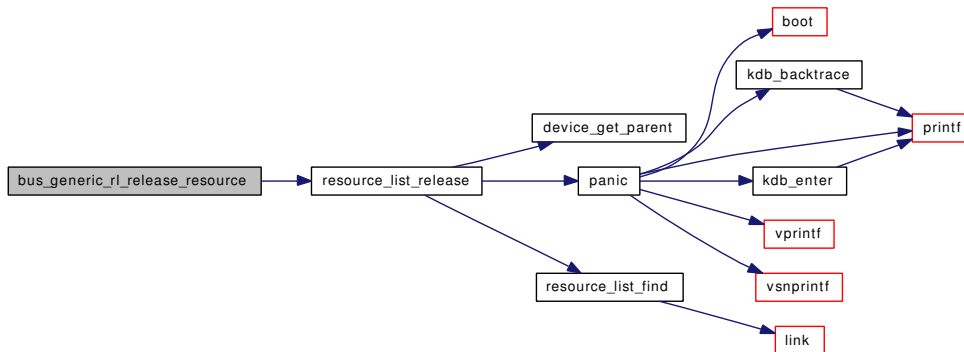 boot
kdb_backtrace
device_get_parent
printf
bus_generic_rl_release_resource
resource_list_release
panic
kdb_enter
vprintf
resource_list_find
vsnprintf
link